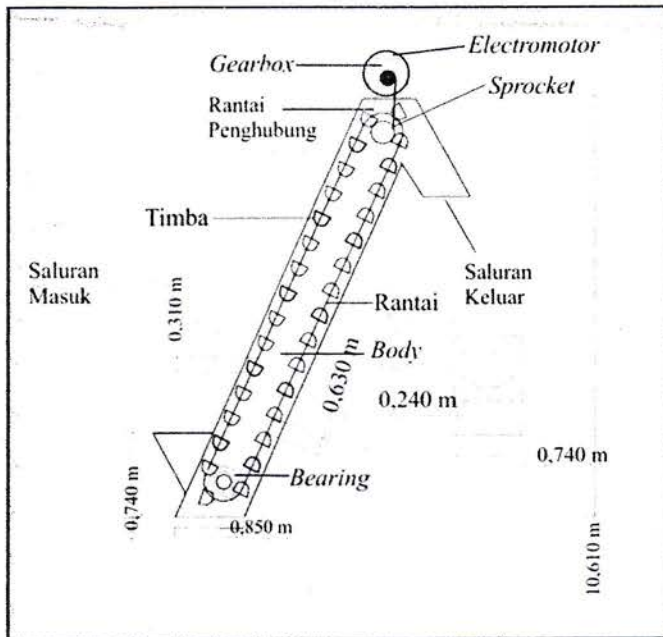 Electromotor
Gearbox
Sprocket
Rantai
Penghubung
Timba
Saluran
Masuk
Saluran
Keluar
0,310 m
Rantai
Body
0,630 m
0,240 m
0,740 m
Bearing
0,740 m
0,850 m
10,610 m